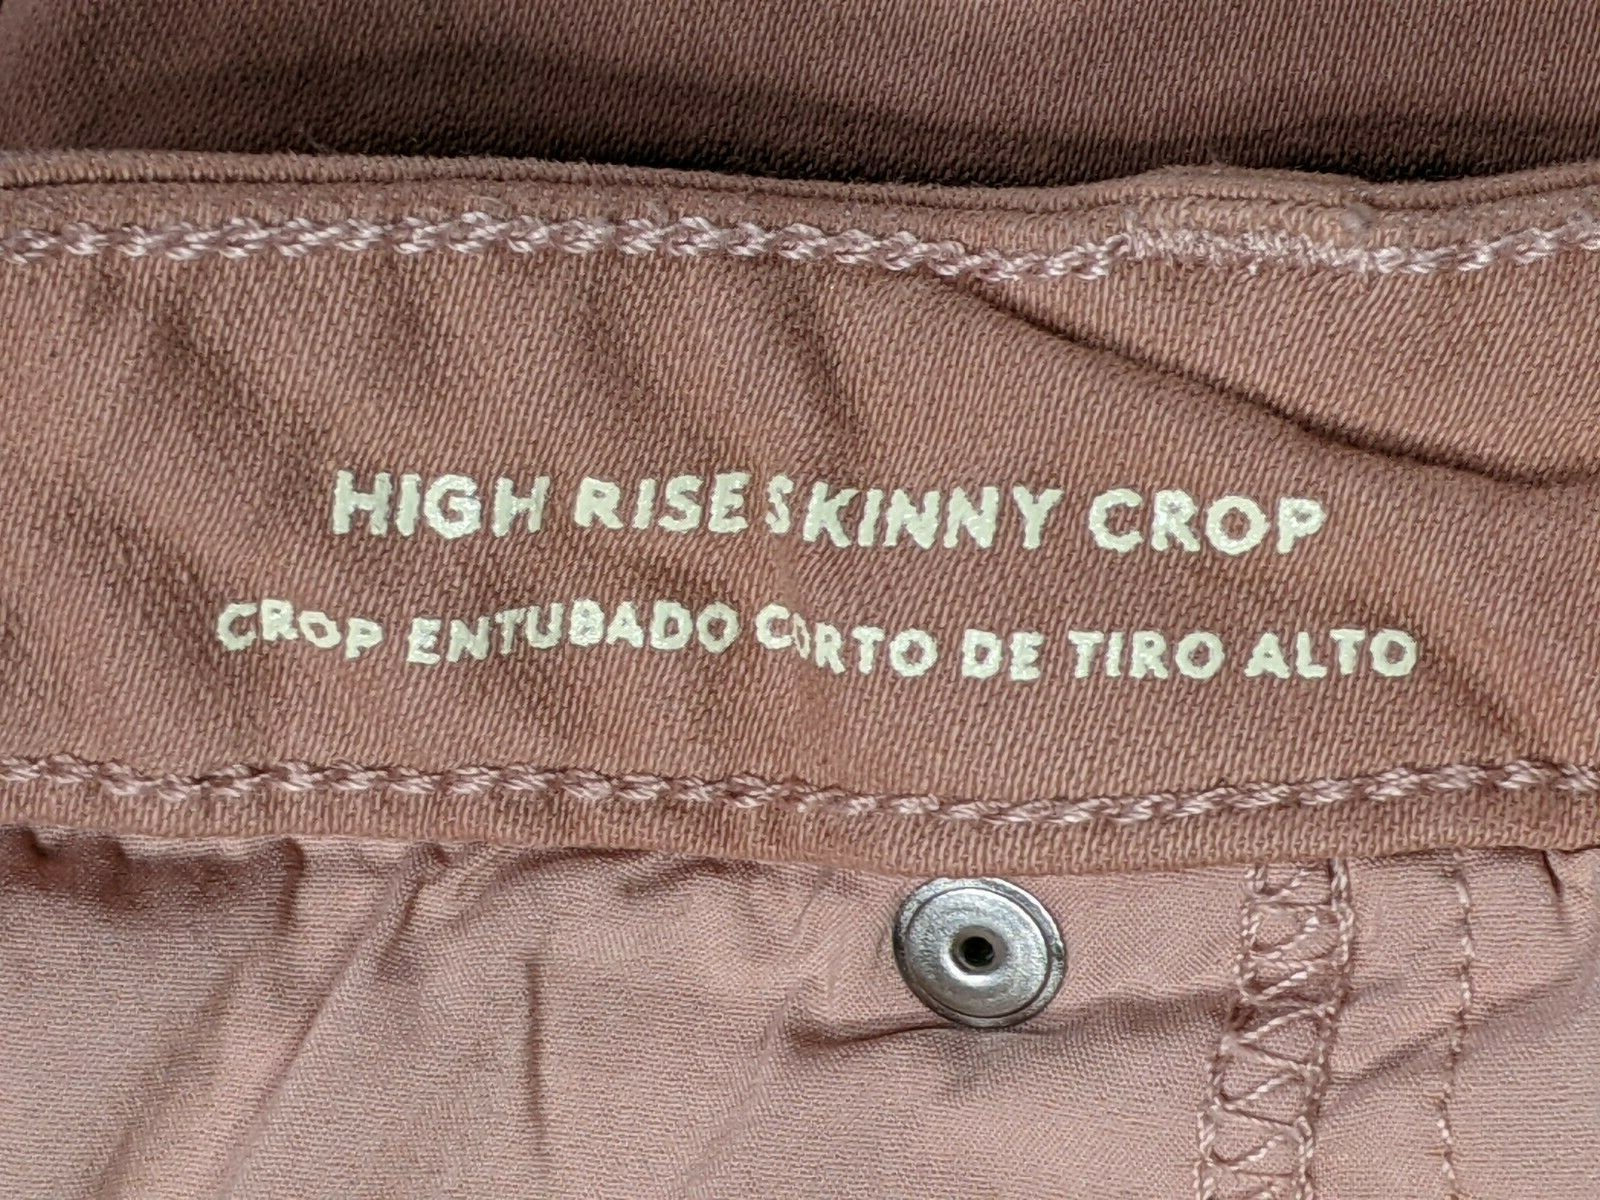 HIGH RISE SKINNY CROP
CROP ENTUBADO CORTO DE TIRO ALTO